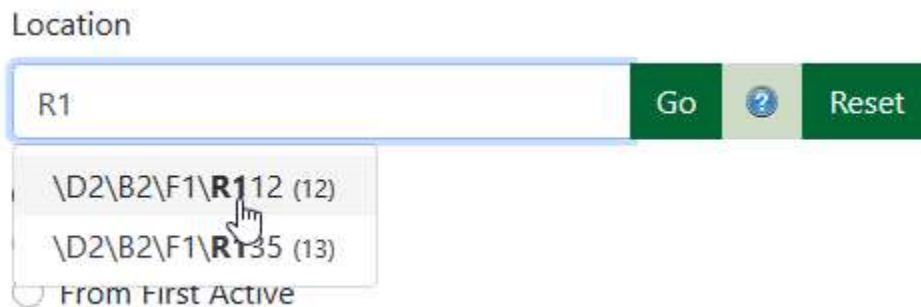 Location
R1 Go ? Reset
\D2\B2\F1\R112 (12)
\D2\B2\F1\R135 (13)
From First Active